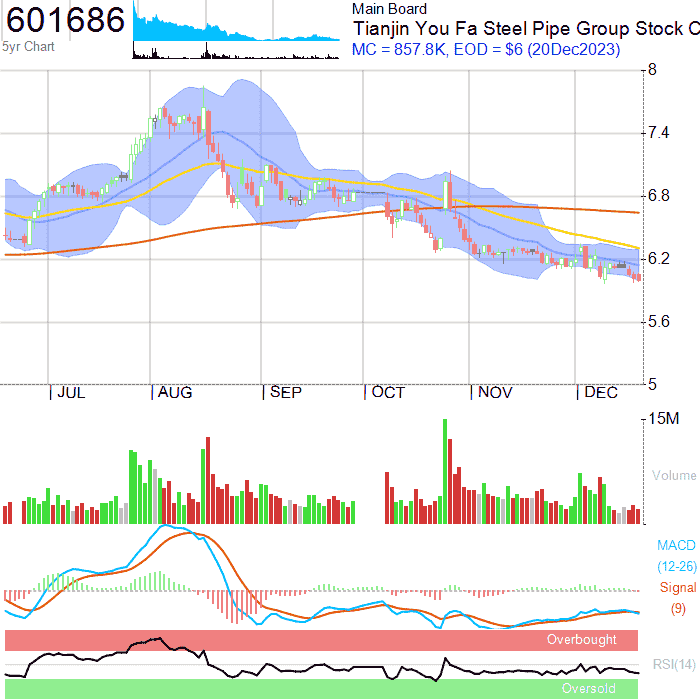 601686
5yr Chart
Main Board
Tianjin You Fa Steel Pipe Group Stock C
MC = 857.8K, EOD = $6 (20Dec2023)
8
7.4
6.8
6.2
5.6
5
JUL AUG SEP OCT NOV DEC
15M
Volume
MACD
(12-26)
Signal
(9)
Overbought
RSI(14)
Oversold